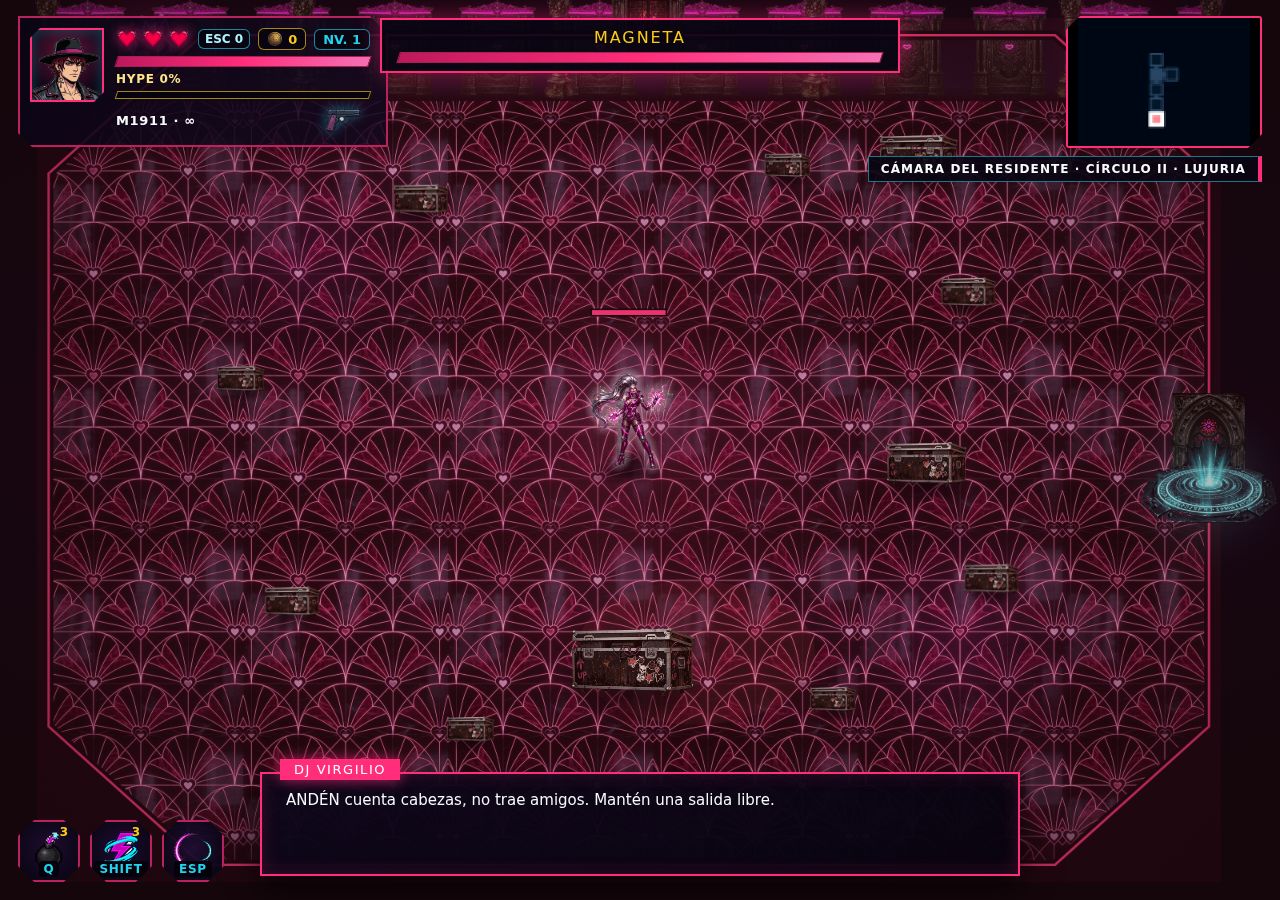 ESC 0
0
NV. 1
HYPE 0%
M1911 · ∞
MAGNETA
CÁMARA DEL RESIDENTE · CÍRCULO II · LUJURIA
DJ VIRGILIO
ANDÉN cuenta cabezas, no trae amigos. Mantén una salida libre.
3
Q
3
SHIFT
ESP